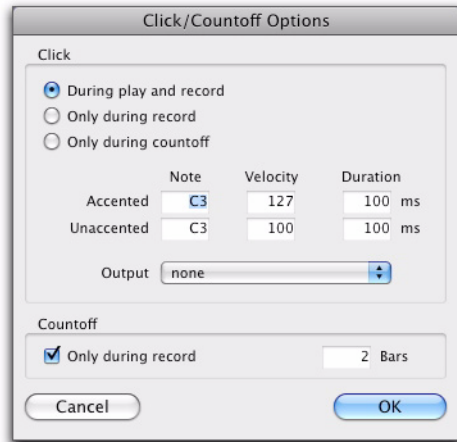 Click/Countoff Options
Click
During play and record
Only during record
Only during countoff
Note Velocity Duration
Accented C3 127 100 ms
Unaccented C3 100 100 ms
Output none
Countoff
Only during record 2 Bars
Cancel OK